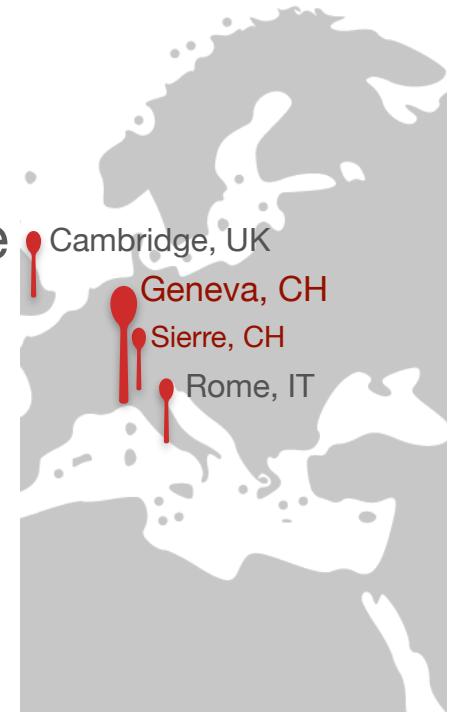 e Cambridge, UK
Geneva, CH
Sierre, CH
Rome, IT